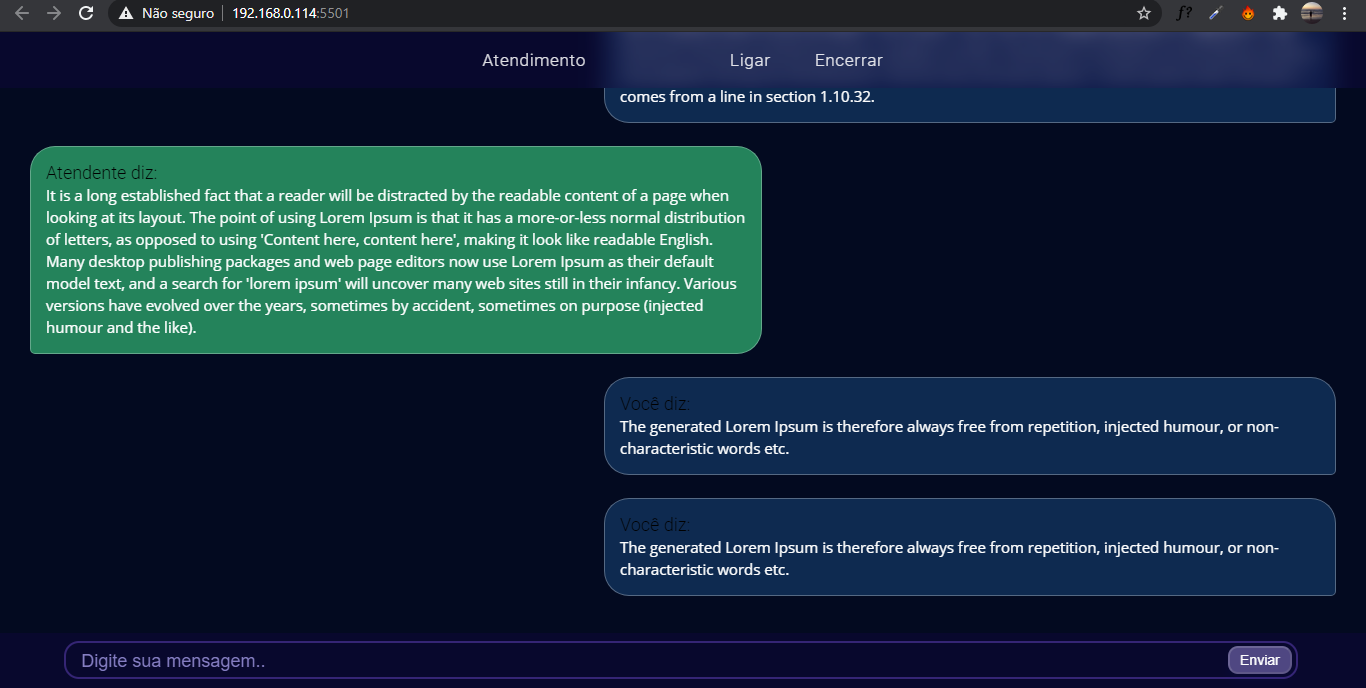 Não seguro 192.168.0.114:5501
f?
Atendimento Ligar Encerrar
comes from a line in section 1.10.32.
Atendente diz:
It is a long established fact that a reader will be distracted by the readable content of a page when
looking at its layout. The point of using Lorem Ipsum is that it has a more-or-less normal distribution
of letters, as opposed to using 'Content here, content here', making it look like readable English.
Many desktop publishing packages and web page editors now use Lorem Ipsum as their default
model text, and a search for 'lorem ipsum' will uncover many web sites still in their infancy. Various
versions have evolved over the years, sometimes by accident, sometimes on purpose (injected
humour and the like).
Você diz:
The generated Lorem Ipsum is therefore always free from repetition, injected humour, or non-
characteristic words etc.
Você diz:
The generated Lorem Ipsum is therefore always free from repetition, injected humour, or non-
characteristic words etc.
Digite sua mensagem.. Enviar